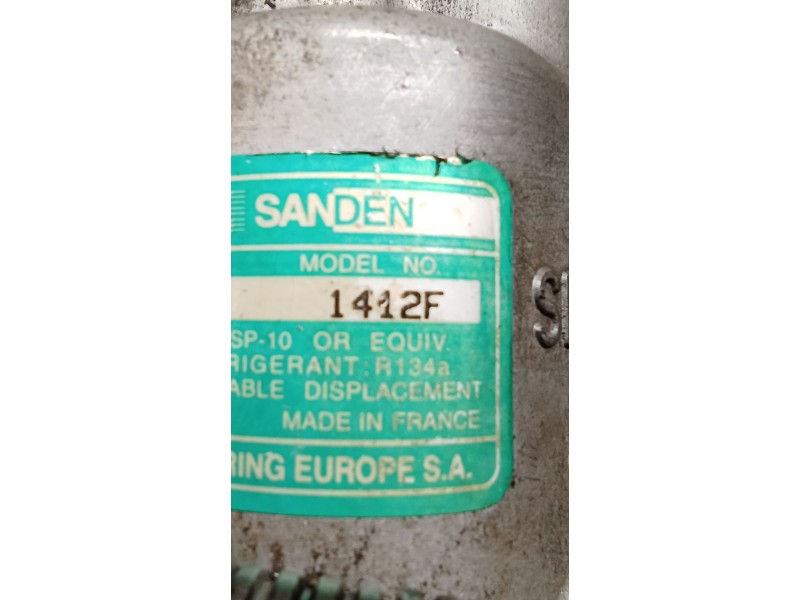 SANDEN
MODEL NO.
1412F
SP-10 OR EQUIV.
RIGERANT : R134a
ABLE DISPLACEMENT
MADE IN FRANCE
RING EUROPE S.A.